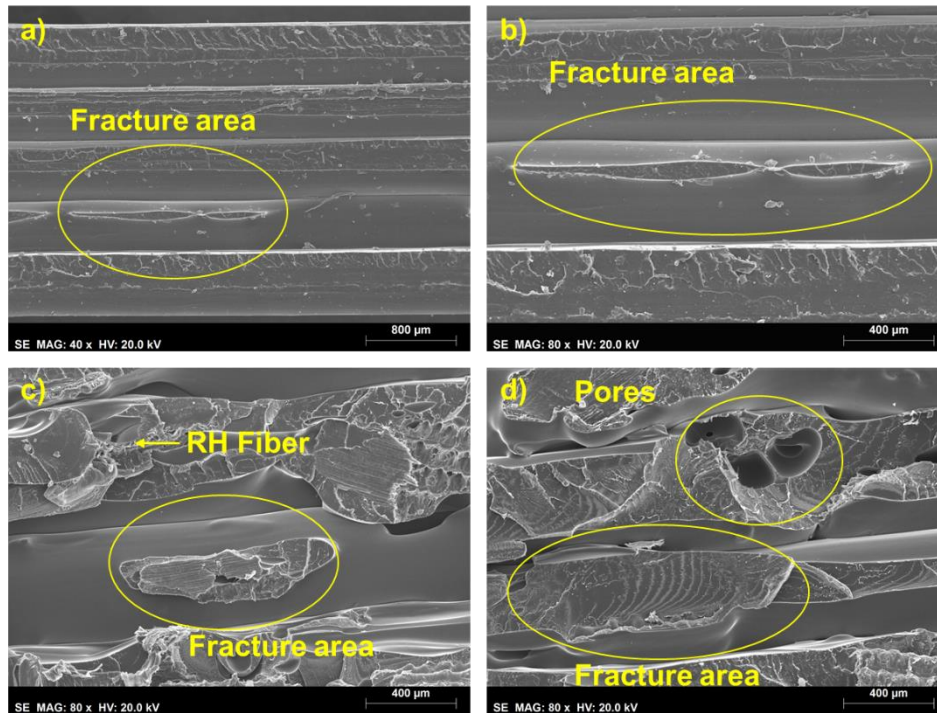 a)
Fracture area
800 µm
SE MAG: 40 x HV: 20.0 kV
b)
Fracture area
400 µm
SE MAG: 80 x HV: 20.0 kV
c)
RH Fiber
Fracture area
400 µm
SE MAG: 80 x HV: 20.0 kV
d)
Pores
Fracture area
400 µm
SE MAG: 80 x HV: 20.0 kV